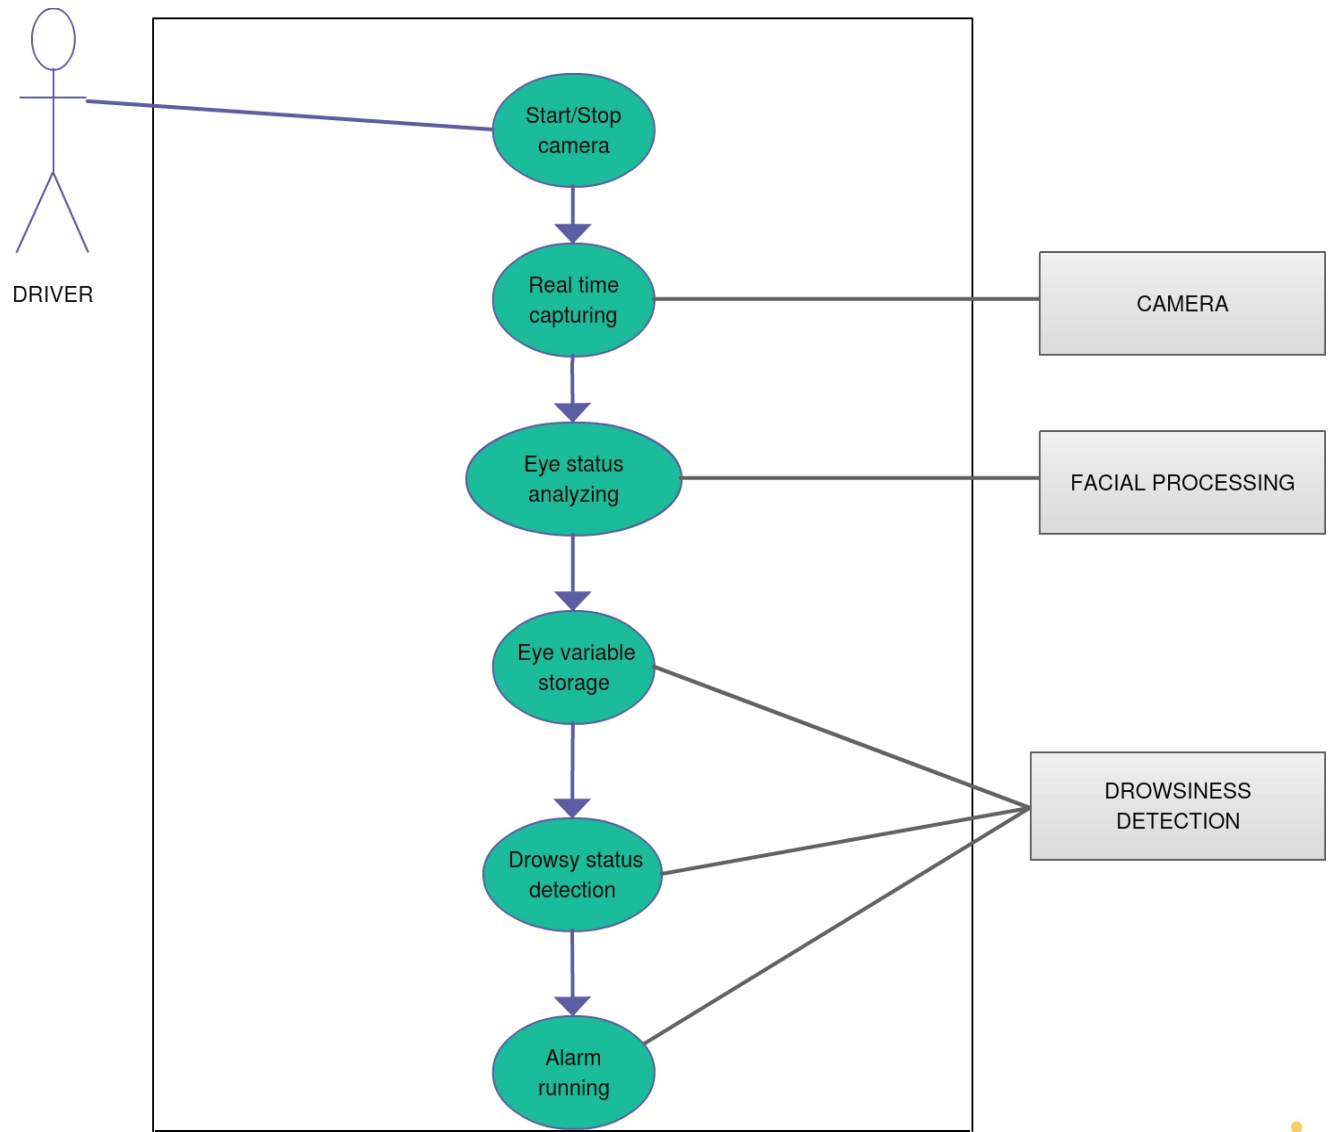 Start/Stop
camera
DRIVER
Real time
capturing
CAMERA
Eye status
analyzing
FACIAL PROCESSING
Eye variable
storage
DROWSINESS
DETECTION
Drowsy status
detection
Alarm
running